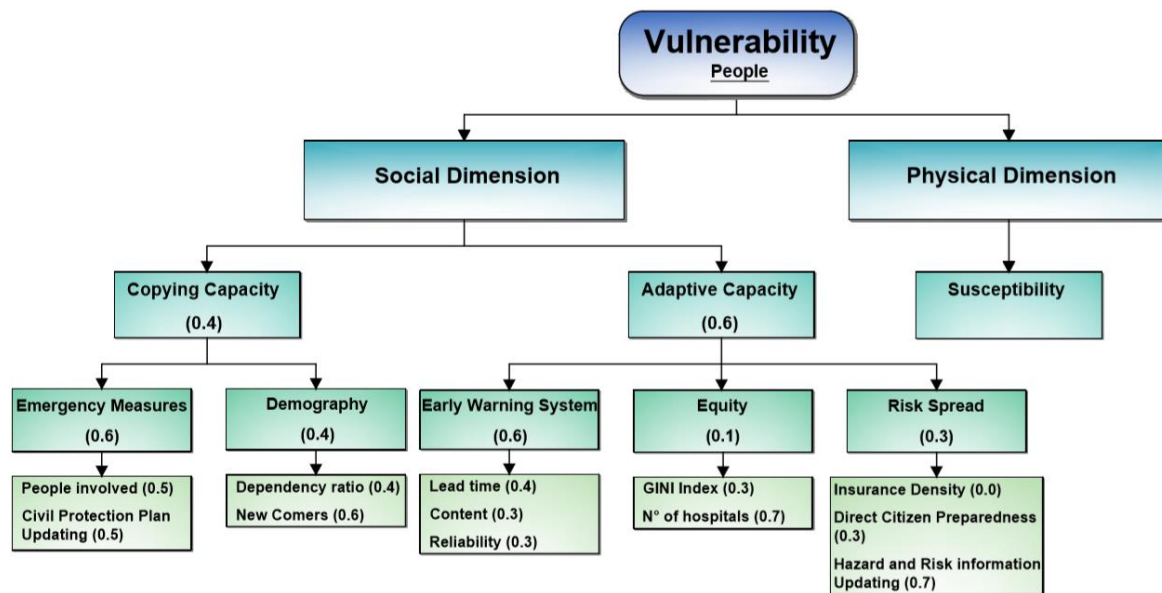 Vulnerability
People
Social Dimension
Physical Dimension
Copying Capacity
(0.4)
Adaptive Capacity
(0.6)
Susceptibility
Emergency Measures
(0.6)
Demography
(0.4)
Early Warning System
(0.6)
Equity
(0.1)
Risk Spread
(0.3)
People involved (0.5)
Civil Protection Plan
Updating (0.5)
Dependency ratio (0.4)
New Comers (0.6)
Lead time (0.4)
Content (0.3)
Reliability (0.3)
GINI Index (0.3)
N° of hospitals (0.7)
Insurance Density (0.0)
Direct Citizen Preparedness
(0.3)
Hazard and Risk information
Updating (0.7)